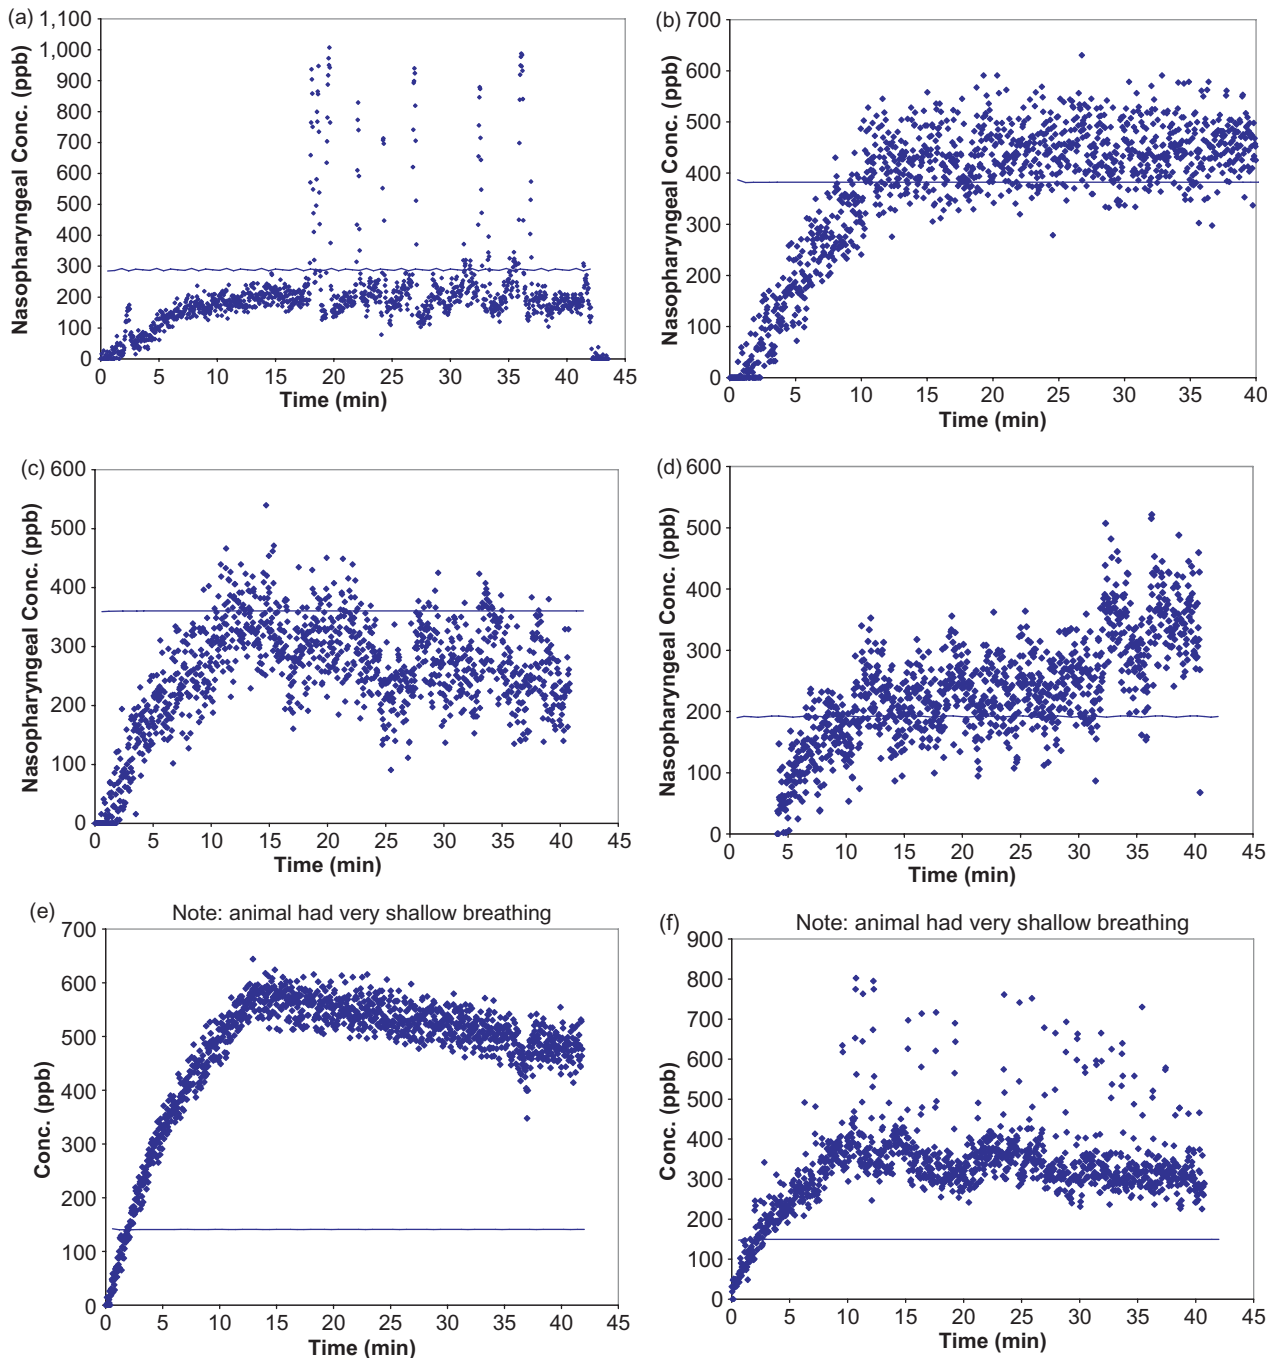 (a)
1,100
1,000
900
800
700
600
500
400
300
200
100
0
Nasopharyngeal Conc. (ppb)
0 5 10 15 20 25 30 35 40 45
Time (min)
(b)
700
600
500
400
300
200
100
0
Nasopharyngeal Conc. (ppb)
0 5 10 15 20 25 30 35 40
Time (min)
(c)
600
500
400
300
200
100
0
Nasopharyngeal Conc. (ppb)
0 5 10 15 20 25 30 35 40 45
Time (min)
(d)
600
500
400
300
200
100
0
Nasopharyngeal Conc. (ppb)
0 5 10 15 20 25 30 35 40 45
Time (min)
(e)
Note: animal had very shallow breathing
700
600
500
400
300
200
100
0
Conc. (ppb)
0 5 10 15 20 25 30 35 40 45
Time (min)
(f)
Note: animal had very shallow breathing
900
800
700
600
500
400
300
200
100
0
Conc. (ppb)
0 5 10 15 20 25 30 35 40 45
Time (min)